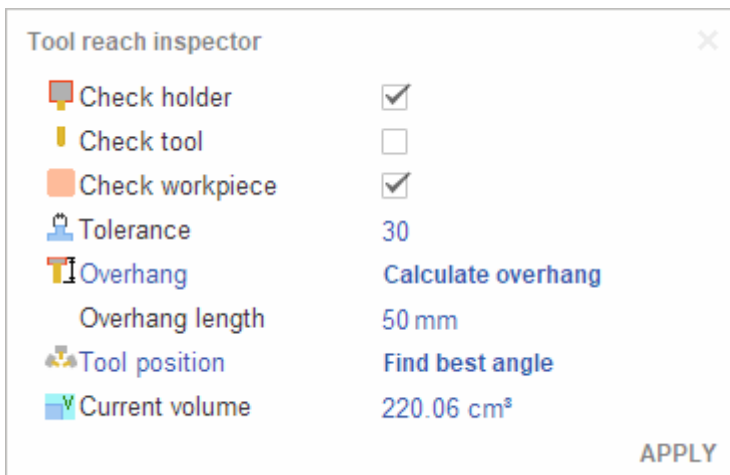 Tool reach inspector
Check holder
Check tool
Check workpiece
Tolerance 30
Overhang Calculate overhang
Overhang length 50 mm
Tool position Find best angle
V Current volume 220.06 cm³
APPLY